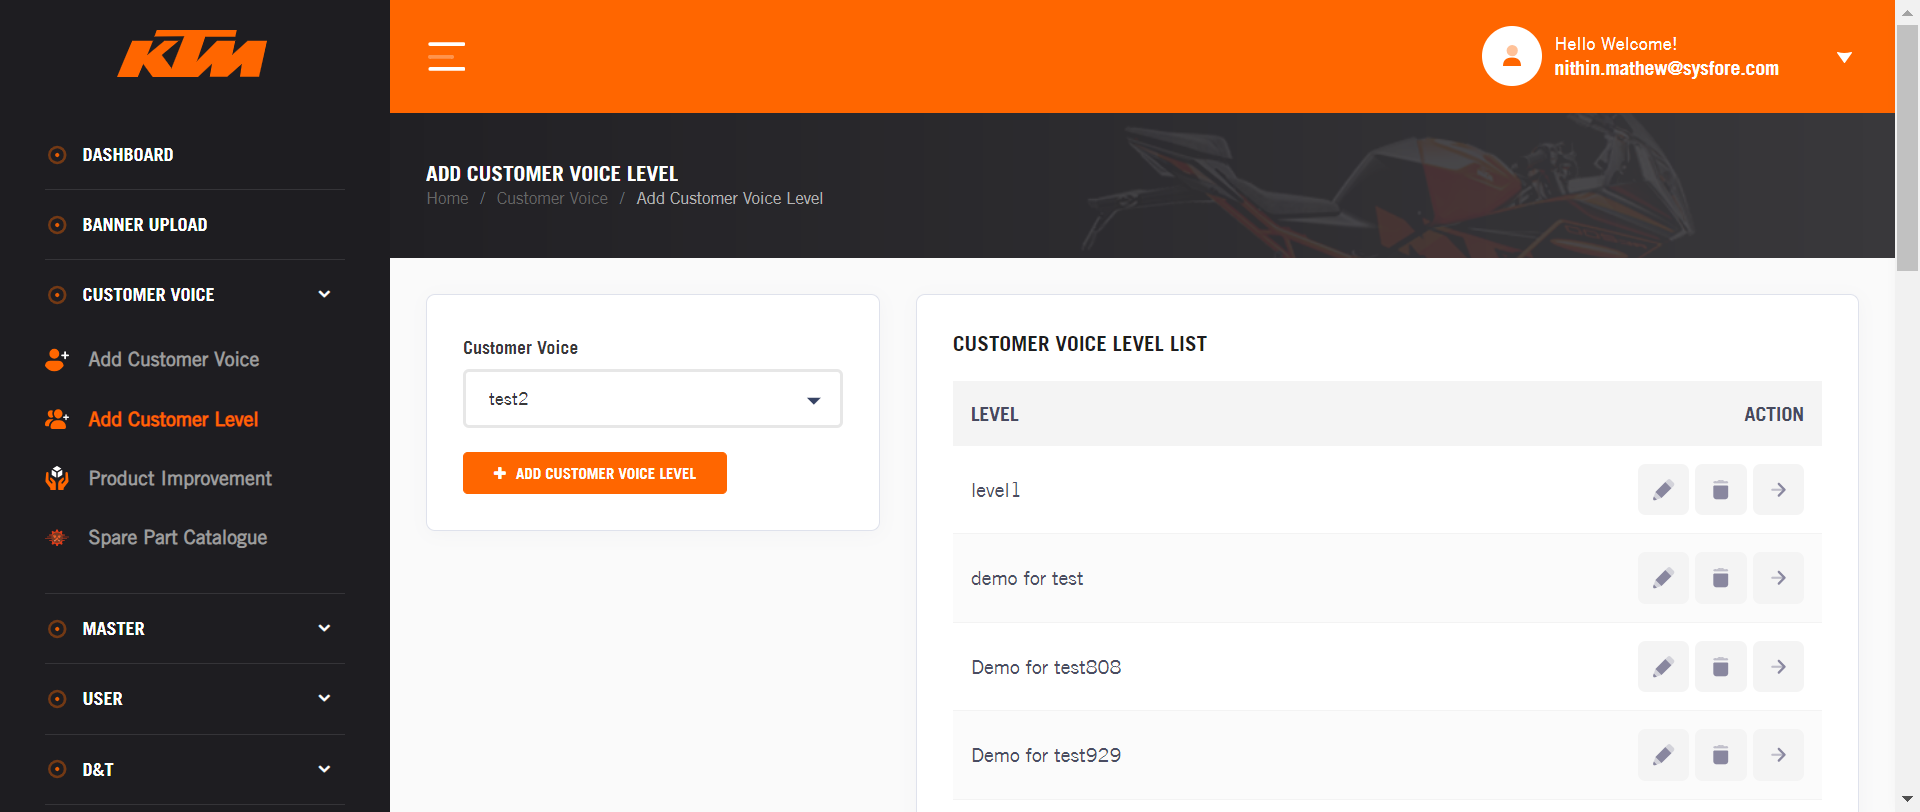 KTM
Hello Welcome!
nithin.mathew@sysfore.com
DASHBOARD
BANNER UPLOAD
CUSTOMER VOICE
Add Customer Voice
Add Customer Level
Product Improvement
Spare Part Catalogue
MASTER
USER
D&T
ADD CUSTOMER VOICE LEVEL
Home / Customer Voice / Add Customer Voice Level
Customer Voice
test2
+ ADD CUSTOMER VOICE LEVEL
CUSTOMER VOICE LEVEL LIST
LEVEL ACTION
level1
demo for test
Demo for test808
Demo for test929